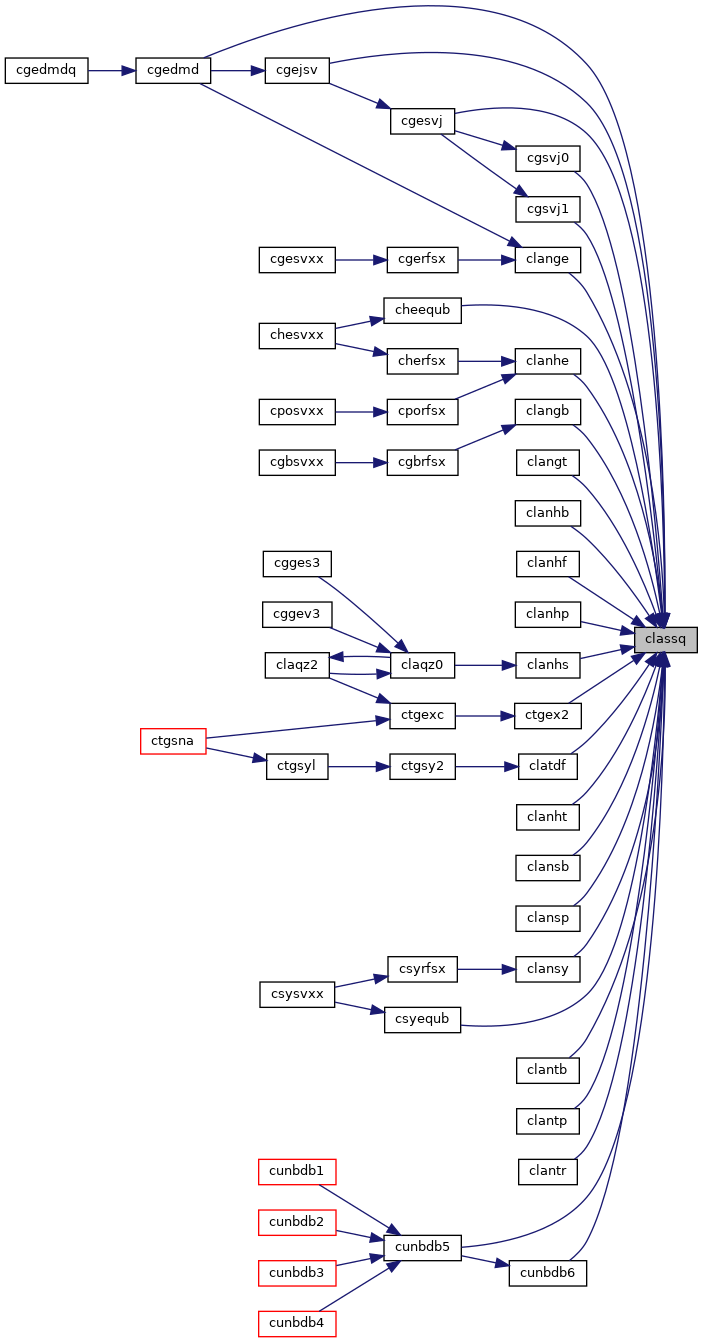 cgedmdq
cgedmd
cgejsv
cgesvj
cgsvj0
cgsvj1
cgesvxx
cgerfsx
clange
cheequb
chesvxx
cherfsx
clanhe
cposvxx
cporfsx
clangb
cgbsvxx
cgbrfsx
clangt
clanhb
cgges3
clanhf
cggev3
clanhp
classq
claqz2
claqz0
clanhs
ctgexc
ctgex2
ctgsna
ctgsyl
ctgsy2
clatdf
clanht
clansb
clansp
csyrfsx
clansy
csysvxx
csyequb
clantb
clantp
cunbdb1
clantr
cunbdb2
cunbdb5
cunbdb3
cunbdb6
cunbdb4